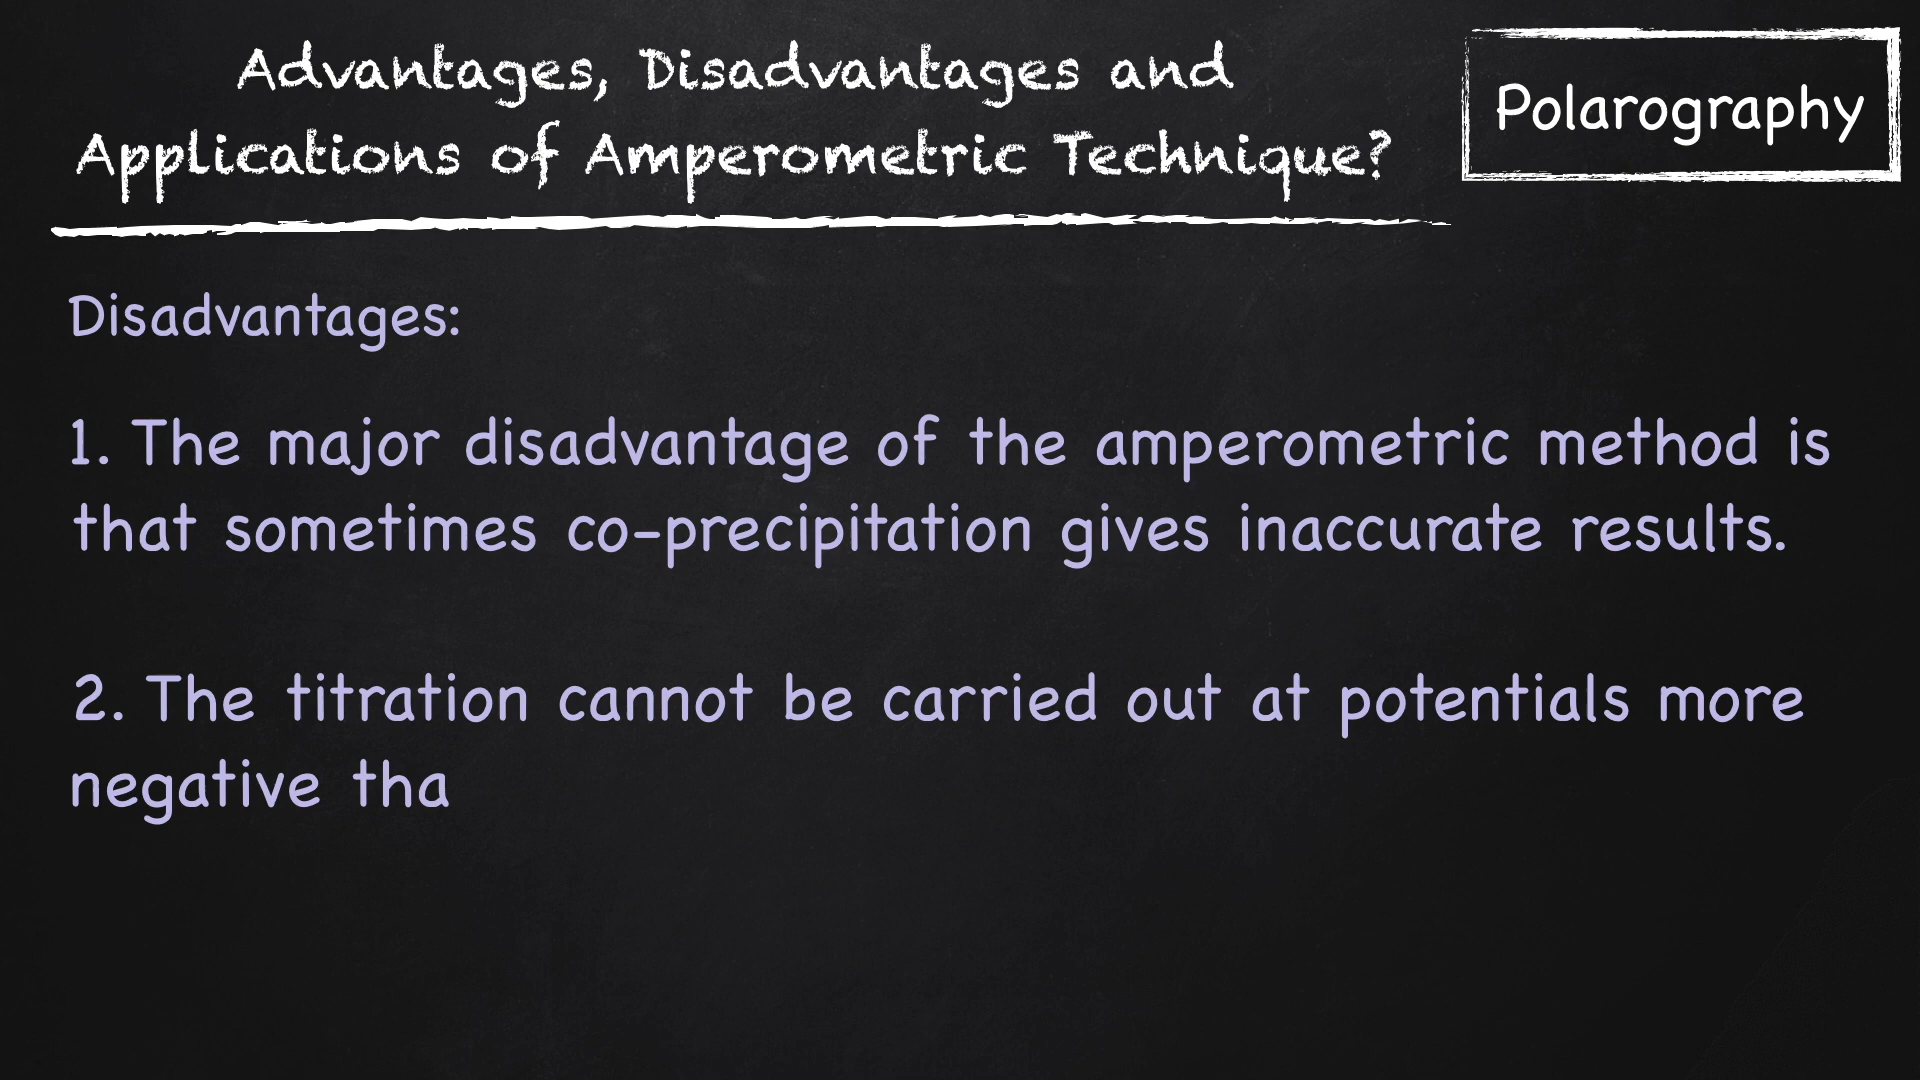 Advantages, Disadvantages and
Applications of Amperometric Technique?
Polarography
Disadvantages:
1. The major disadvantage of the amperometric method is
that sometimes co-precipitation gives inaccurate results.
2. The titration cannot be carried out at potentials more
negative tha